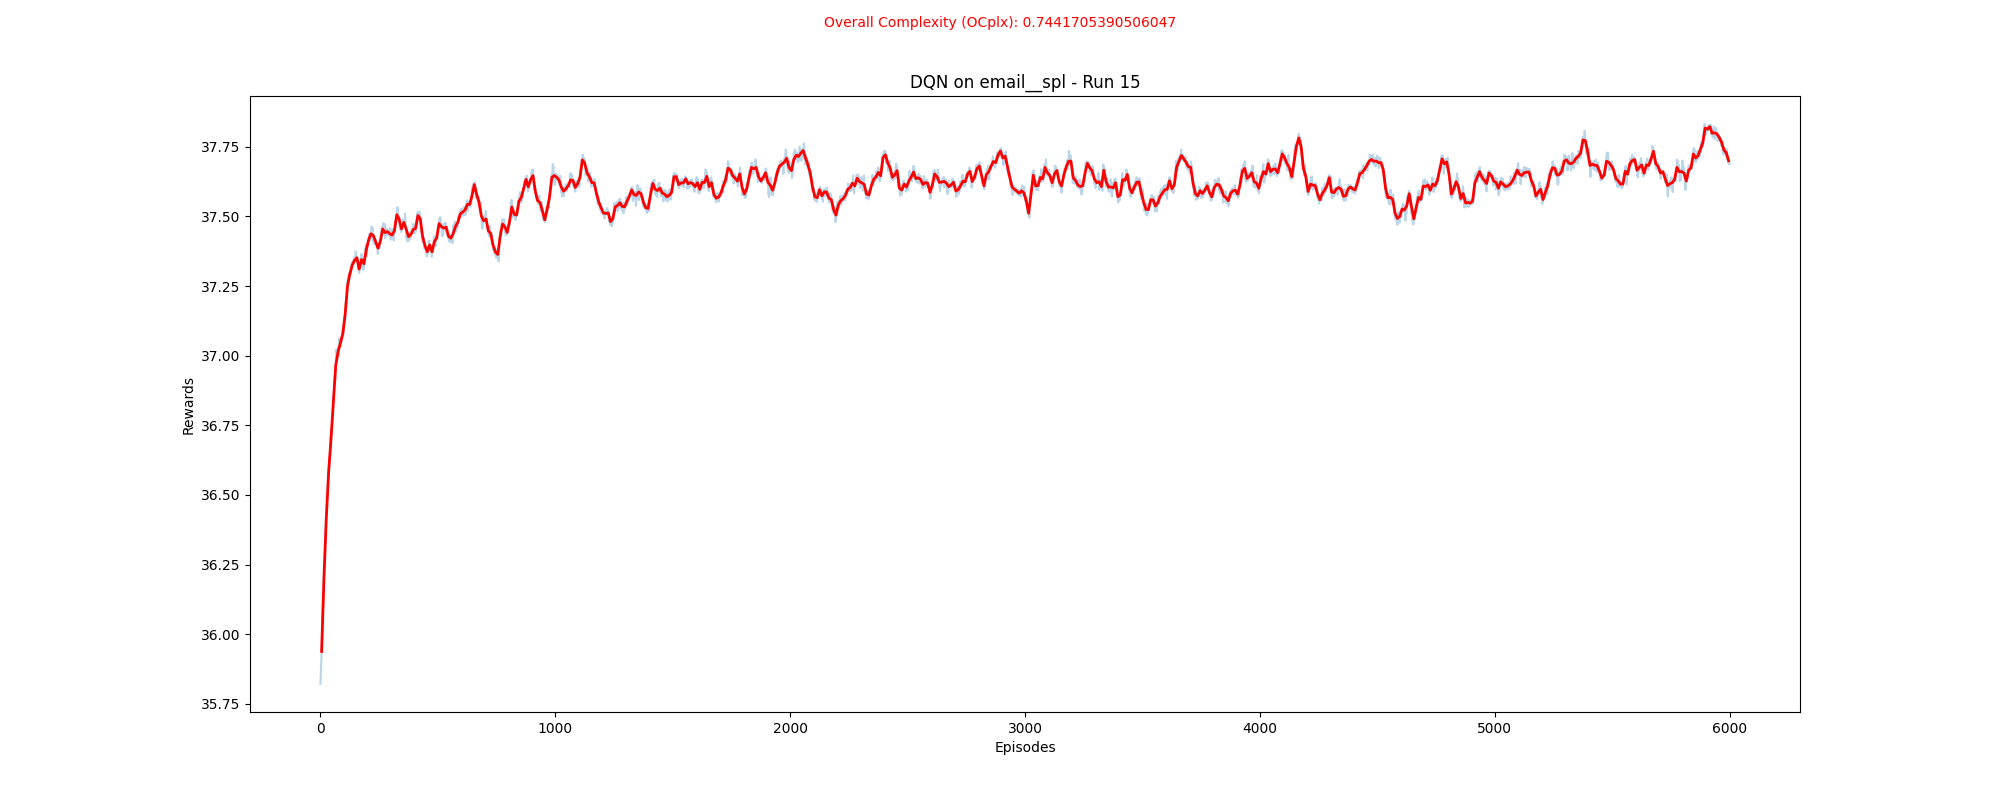 Overall Complexity (OCplx): 0.7441705390506047
DQN on email__spl - Run 15
37.75
37.50
37.25
37.00
36.75
36.50
36.25
36.00
35.75
Rewards
0 1000 2000 3000 4000 5000 6000
Episodes